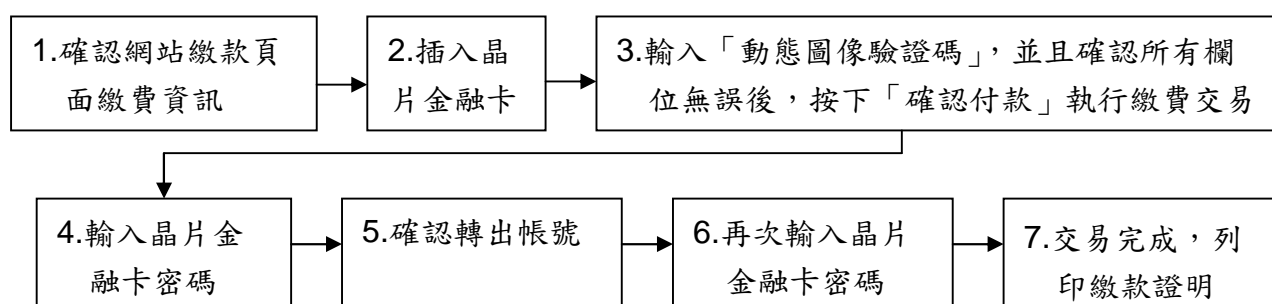 1.確認網站繳款頁
面繳費資訊
2.插入晶
片金融卡
3.輸入「動態圖像驗證碼」，並且確認所有欄
位無誤後，按下「確認付款」執行繳費交易
4.輸入晶片金
融卡密碼
5.確認轉出帳號
6.再次輸入晶片
金融卡密碼
7.交易完成，列
印繳款證明